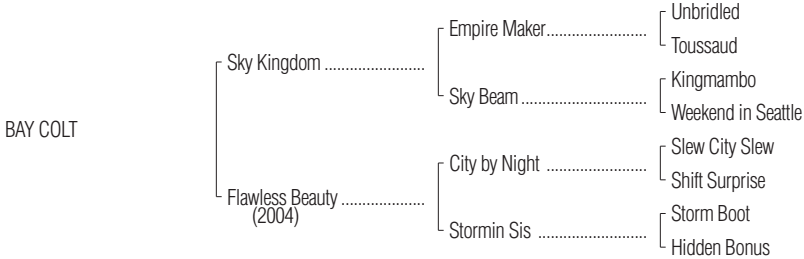 Unbridled
Empire Maker........................
Toussaud
Sky Kingdom ........................
Kingmambo
Sky Beam..............................
Weekend in Seattle
BAY COLT
Slew City Slew
City by Night ........................
Shift Surprise
Flawless Beauty ....................
(2004)
Storm Boot
Stormin Sis ..........................
Hidden Bonus